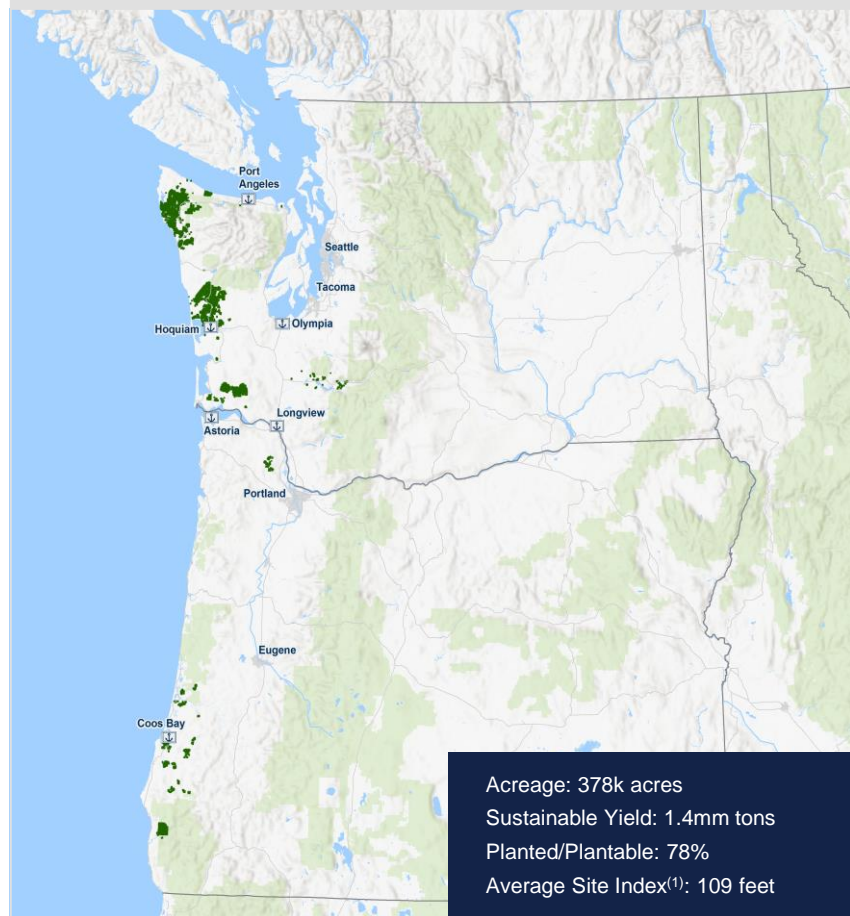 Port
Angeles
Seattle
Tacoma
Hoquiam
Olympia
Longview
Astoria
Portland
Eugene
Coos Bay
Acreage: 378k acres
Sustainable Yield: 1.4mm tons
Planted/Plantable: 78%
Average Site Index(1): 109 feet